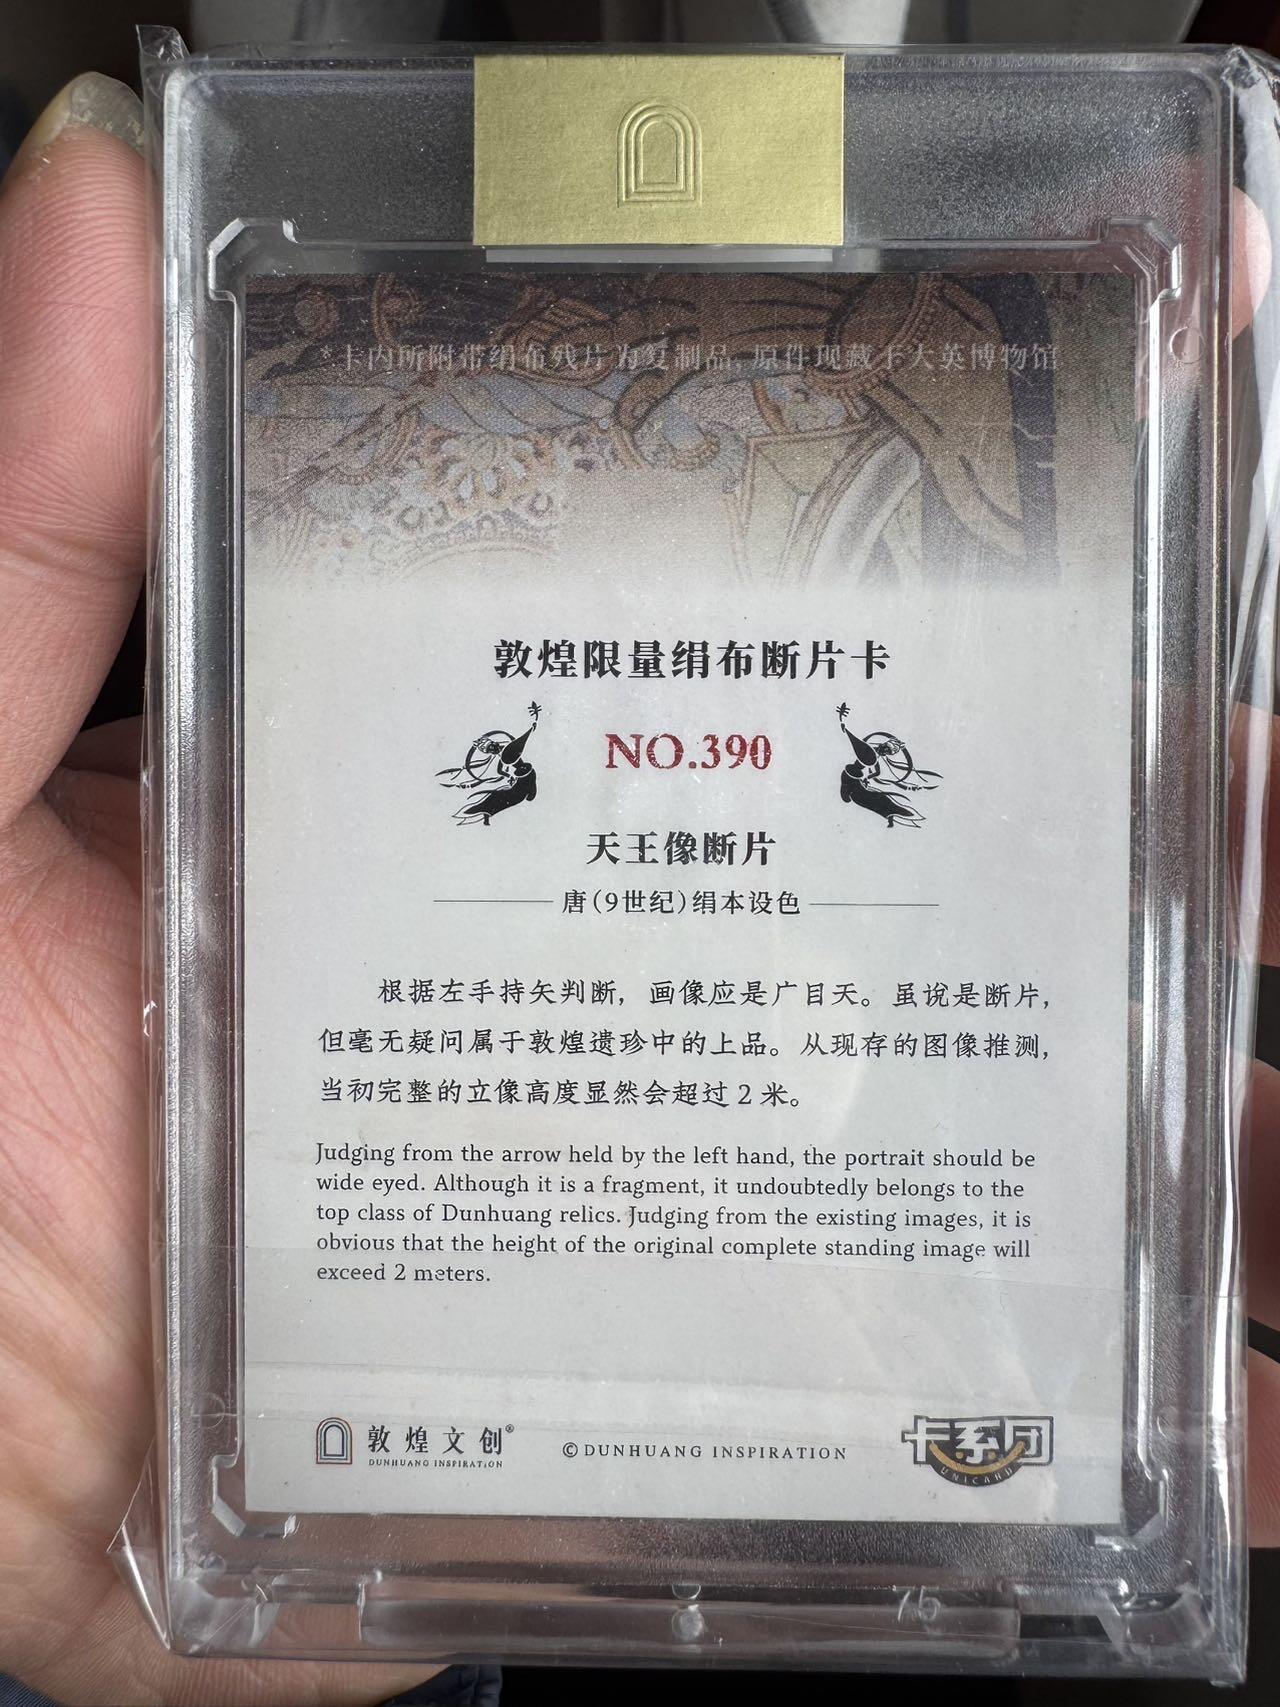 *卡内所附带绢布残片为复制品,原件现藏于大英博物馆
敦煌限量绢布断片卡
NO.390
天王像断片
唐(9世纪)绢本设色
根据左手持矢判断,画像应是广目天。虽说是断片,
但毫无疑问属于敦煌遗珍中的上品。从现存的图像推测,
当初完整的立像高度显然会超过2米。
Judging from the arrow held by the left hand, the portrait should be
wide eyed. Although it is a fragment, it undoubtedly belongs to the
top class of Dunhuang relics. Judging from the existing images, it is
obvious that the height of the original complete standing image will
exceed 2 meters.
敦煌文创®
DUNHUANG INSPIRATION
©DUNHUANG INSPIRATION
卡系团
UNICARD